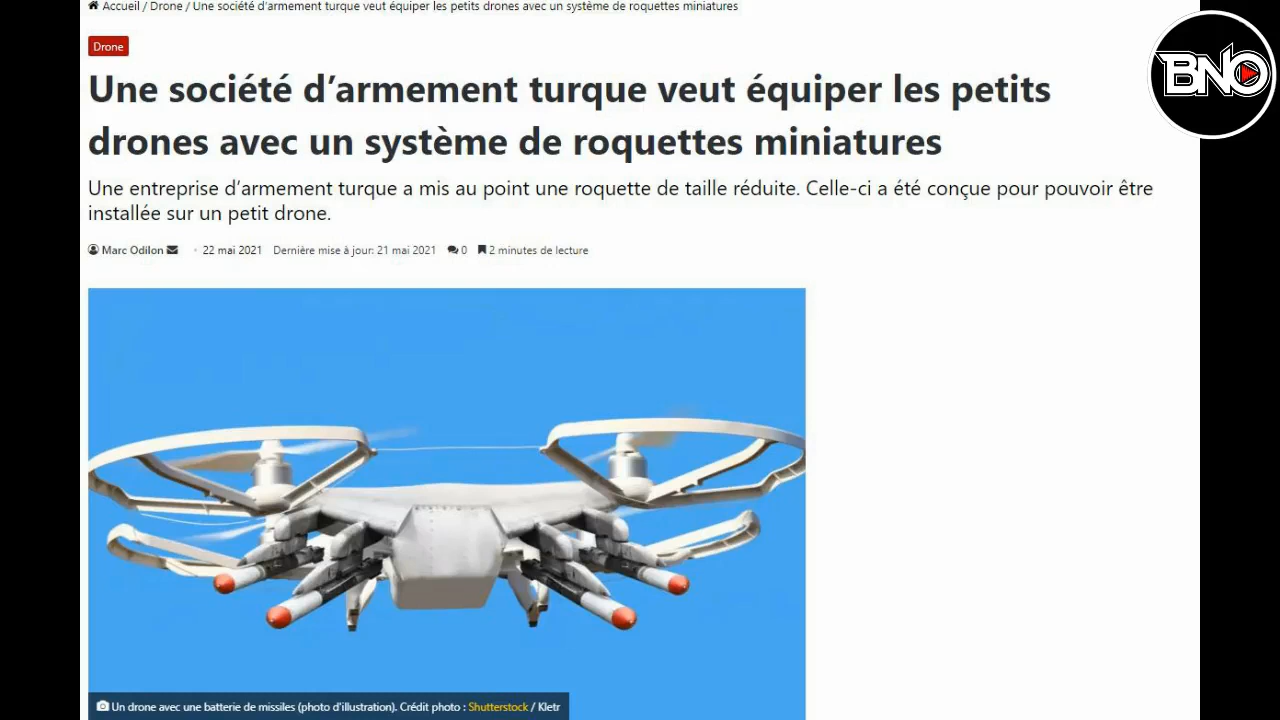 Accueil / Drone / Une société d'armement turque veut équiper les petits drones avec un système de roquettes miniatures
BNO
Drone
Une société d’armement turque veut équiper les petits
drones avec un système de roquettes miniatures
Une entreprise d’armement turque a mis au point une roquette de taille réduite. Celle-ci a été conçue pour pouvoir être
installée sur un petit drone.
Marc Odilon • 22 mai 2021 Dernière mise à jour: 21 mai 2021 0 2 minutes de lecture
Un drone avec une batterie de missiles (photo d'illustration). Crédit photo : Shutterstock / Kletr